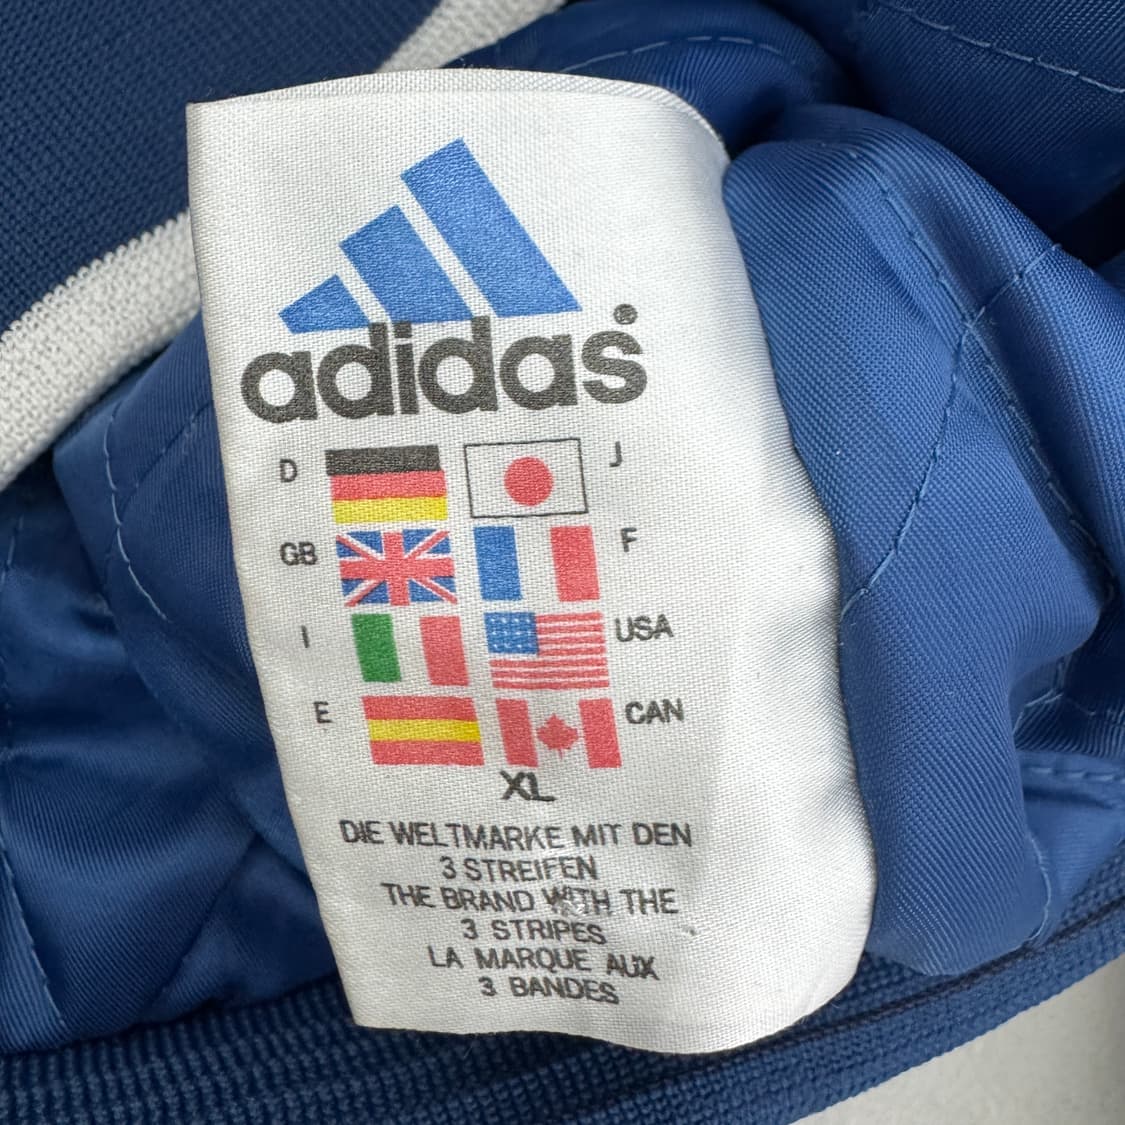 adidas®
D J
GB F
I USA
E CAN
XL
DIE WELTMARKE MIT DEN
3 STREIFEN
THE BRAND WITH THE
3 STRIPES
LA MARQUE AUX
3 BANDES